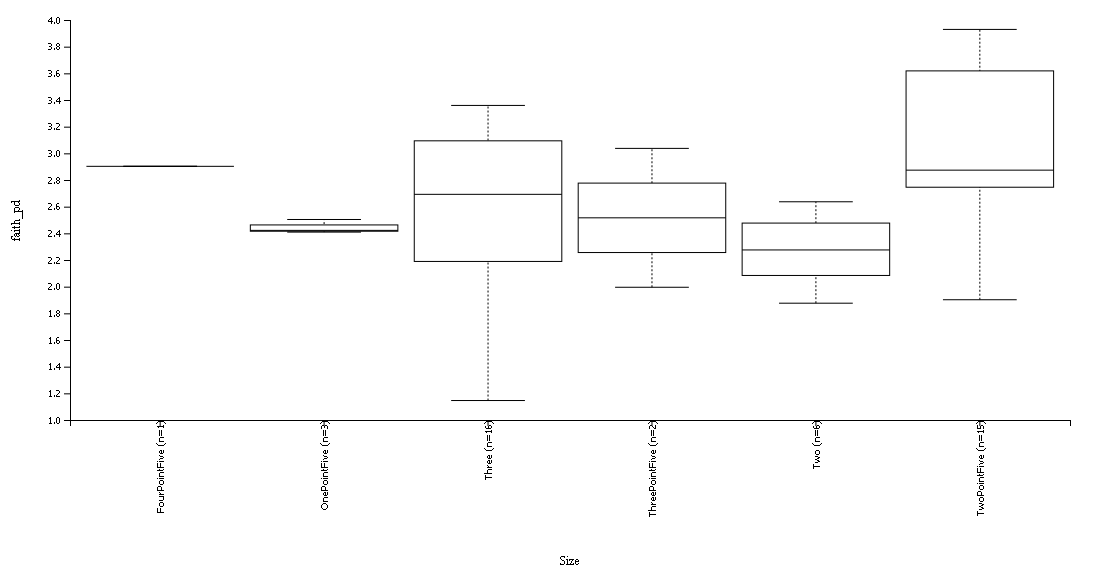 4.0
3.8
3.6
3.4
3.2
3.0
2.8
2.6
2.4
2.2
2.0
1.8
1.6
1.4
1.2
1.0
faith_pd
FourPointFive (n=1)
OnePointFive (n=3)
Three (n=16)
ThreePointFive (n=2)
Two (n=6)
TwoPointFive (n=15)
Size